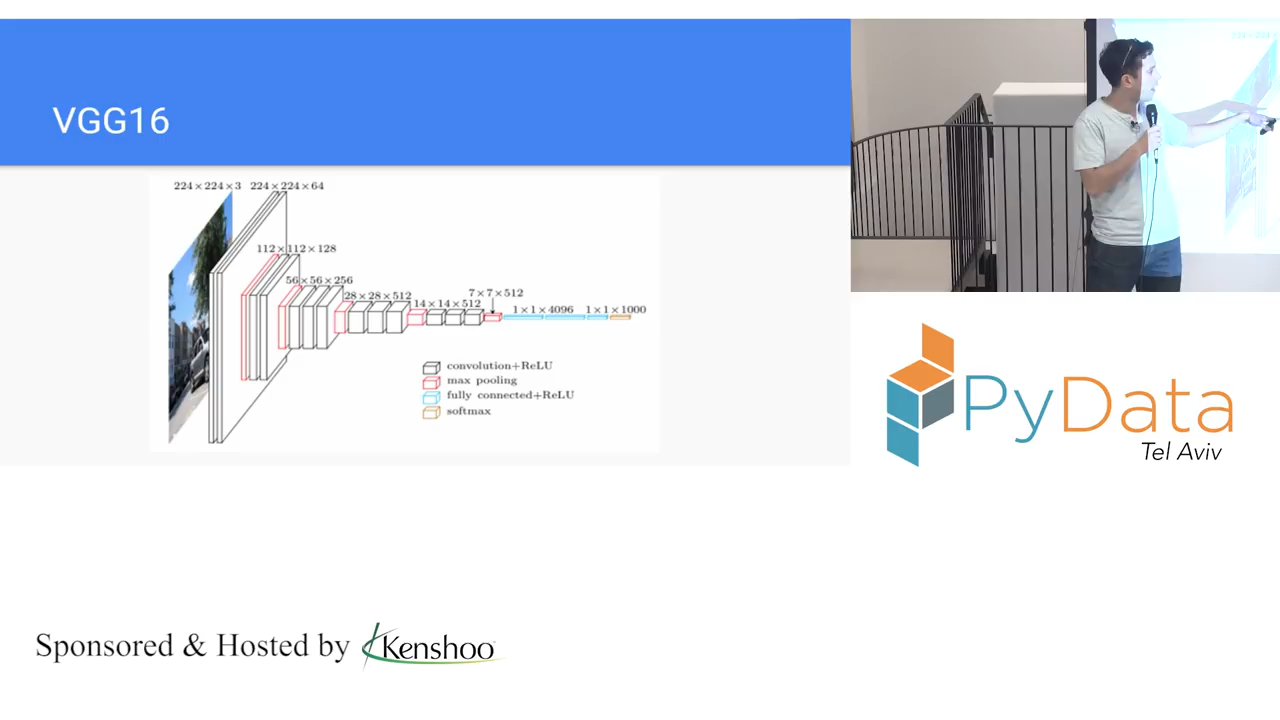 VGG16
224×224×3 224×224×64
112×112×128
56×56×256
28×28×512
14×14×512
7×7×512
1×1×4096 1×1×1000
convolution+ReLU
max pooling
fully connected+ReLU
softmax
PyData
Tel Aviv
Sponsored & Hosted by Kenshoo